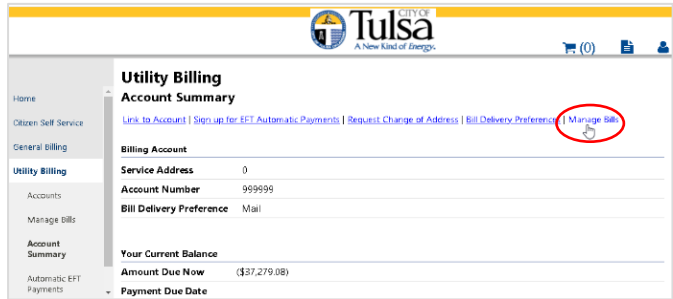 CITY OF
Tulsa
A New Kind of Energy.
(0)
Utility Billing
Account Summary
Link to Account | Sign up for EFT Automatic Payments | Request Change of Address | Bill Delivery Preference | Manage Bills
Home
Citizen Self Service
General Billing
Utility Billing
Accounts
Manage Bills
Account
Summary
Automatic EFT
Payments
Billing Account
Service Address 0
Account Number 999999
Bill Delivery Preference Mail
Your Current Balance
Amount Due Now ($37,279.08)
Payment Due Date